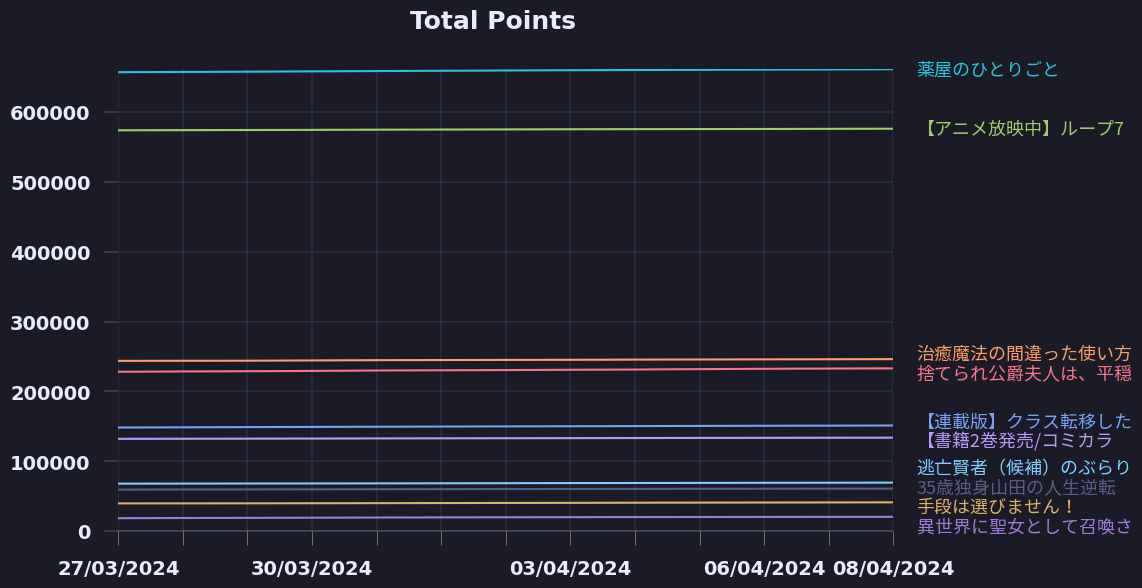 Total Points
600000
500000
400000
300000
200000
100000
0
薬屋のひとりごと
【アニメ放映中】ループ7
治癒魔法の間違った使い方
捨てられ公爵夫人は、平穏
【連載版】クラス転移した
【書籍2巻発売/コミカラ
逃亡賢者（候補）のぶらり
35歳独身山田の人生逆転
手段は選びません！
異世界に聖女として召喚さ
27/03/2024 30/03/2024 03/04/2024 06/04/2024 08/04/2024